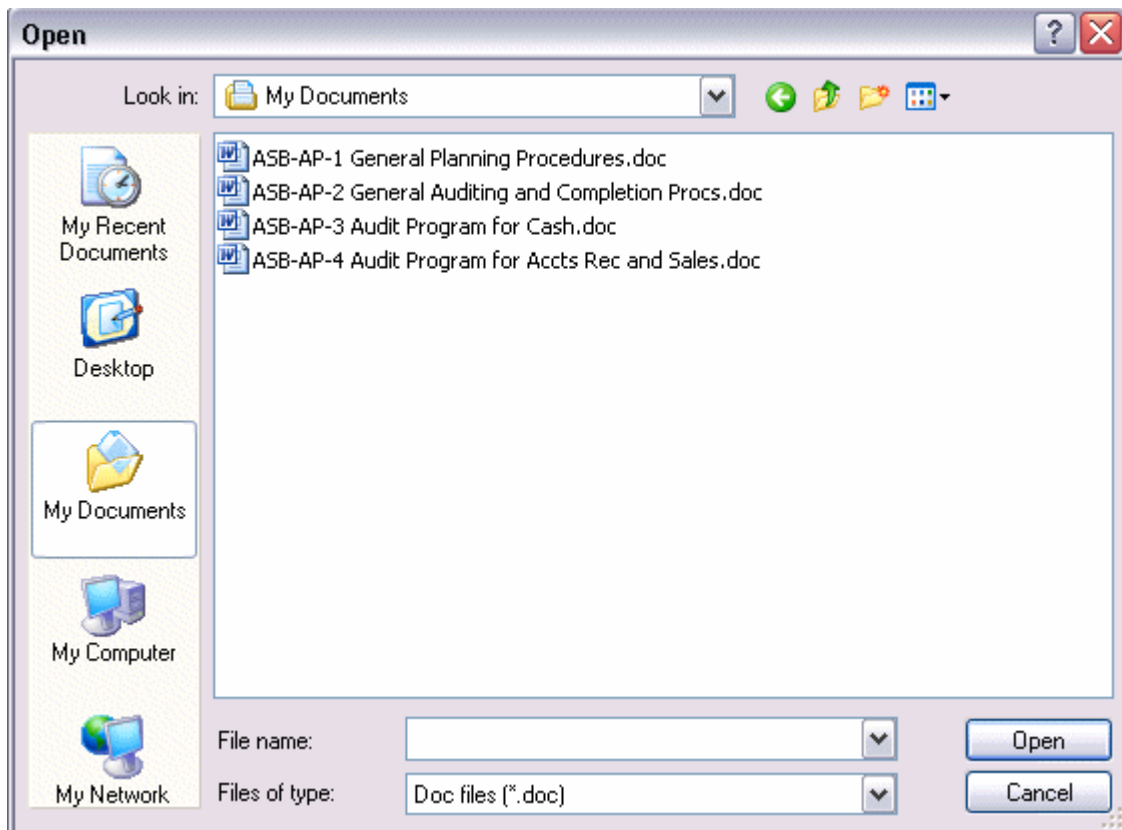 Open
?
Look in:
My Documents
ASB-AP-1 General Planning Procedures.doc
ASB-AP-2 General Auditing and Completion Procs.doc
ASB-AP-3 Audit Program for Cash.doc
ASB-AP-4 Audit Program for Accts Rec and Sales.doc
My Recent
Documents
Desktop
My Documents
My Computer
My Network
File name:
Open
Files of type:
Doc files (*.doc)
Cancel